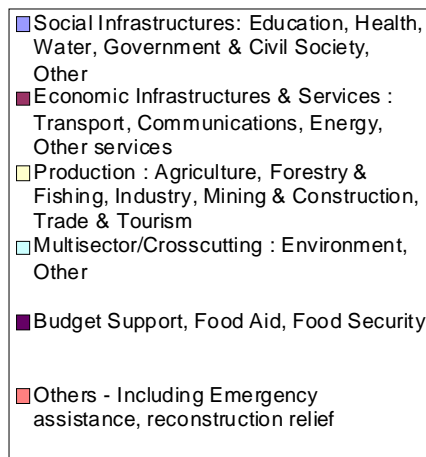 Social Infrastructures: Education, Health,
Water, Government & Civil Society,
Other
Economic Infrastructures & Services :
Transport, Communications, Energy,
Other services
Production : Agriculture, Forestry &
Fishing, Industry, Mining & Construction,
Trade & Tourism
Multisector/Crosscutting : Environment,
Other
Budget Support, Food Aid, Food Security
Others - Including Emergency
assistance, reconstruction relief